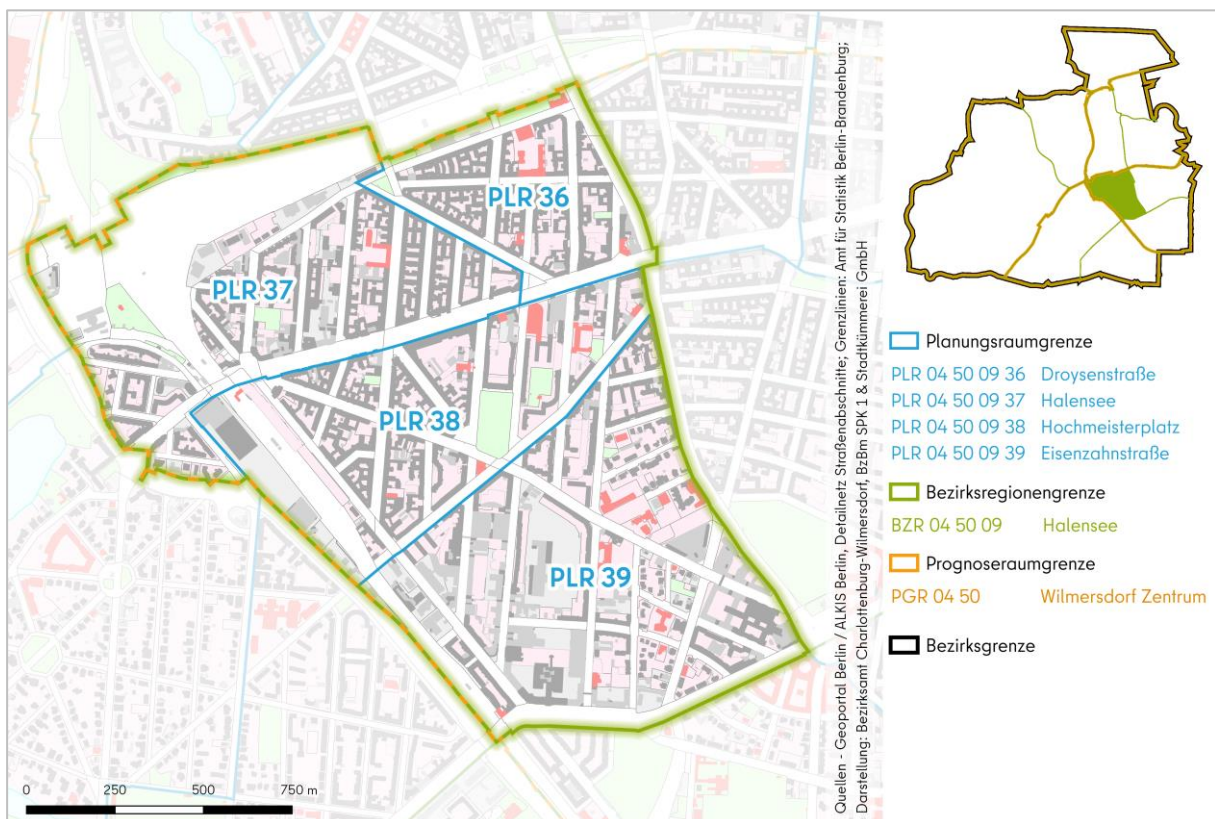 PLR 36
PLR 37
PLR 38
PLR 39
0 250 500 750 m
Quellen - Geoportal Berlin / ALKIS Berlin, Detailnetz Straßenabschnitte; Grenzlinien: Amt für Statistik Berlin-Brandenburg;
Darstellung: Bezirksamt Charlottenburg-Wilmersdorf, BzBm SPK 1 & Stadtkümmerei GmbH
Planungsraumgrenze
PLR 04 50 09 36 Droysenstraße
PLR 04 50 09 37 Halensee
PLR 04 50 09 38 Hochmeisterplatz
PLR 04 50 09 39 Eisenzahnstraße
Bezirksregionengrenze
BZR 04 50 09 Halensee
Prognoseraumgrenze
PGR 04 50 Wilmersdorf Zentrum
Bezirksgrenze